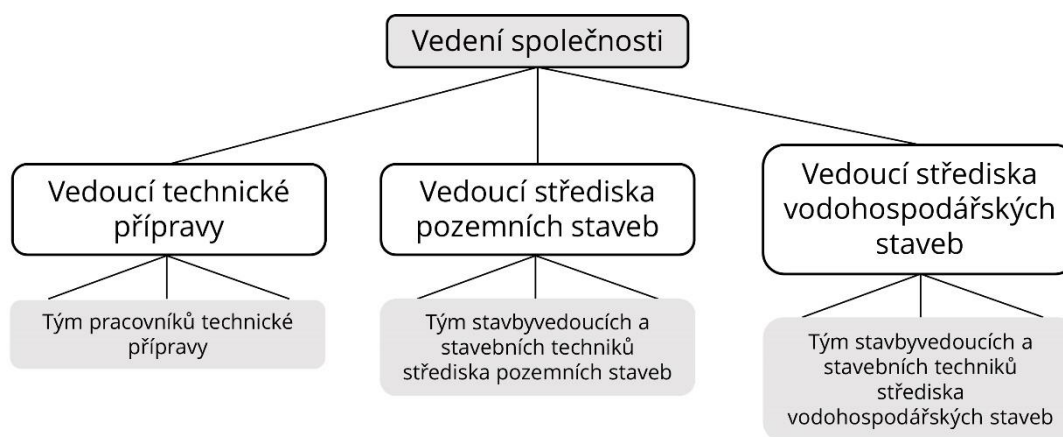 Vedení společnosti
Vedoucí technické
přípravy
Vedoucí střediska
pozemních staveb
Vedoucí střediska
vodohospodářských
staveb
Tým pracovníků technické
přípravy
Tým stavbyvedoucích a
stavebních techniků
střediska pozemních staveb
Tým stavbyvedoucích a
stavebních techniků
střediska
vodohospodářských staveb